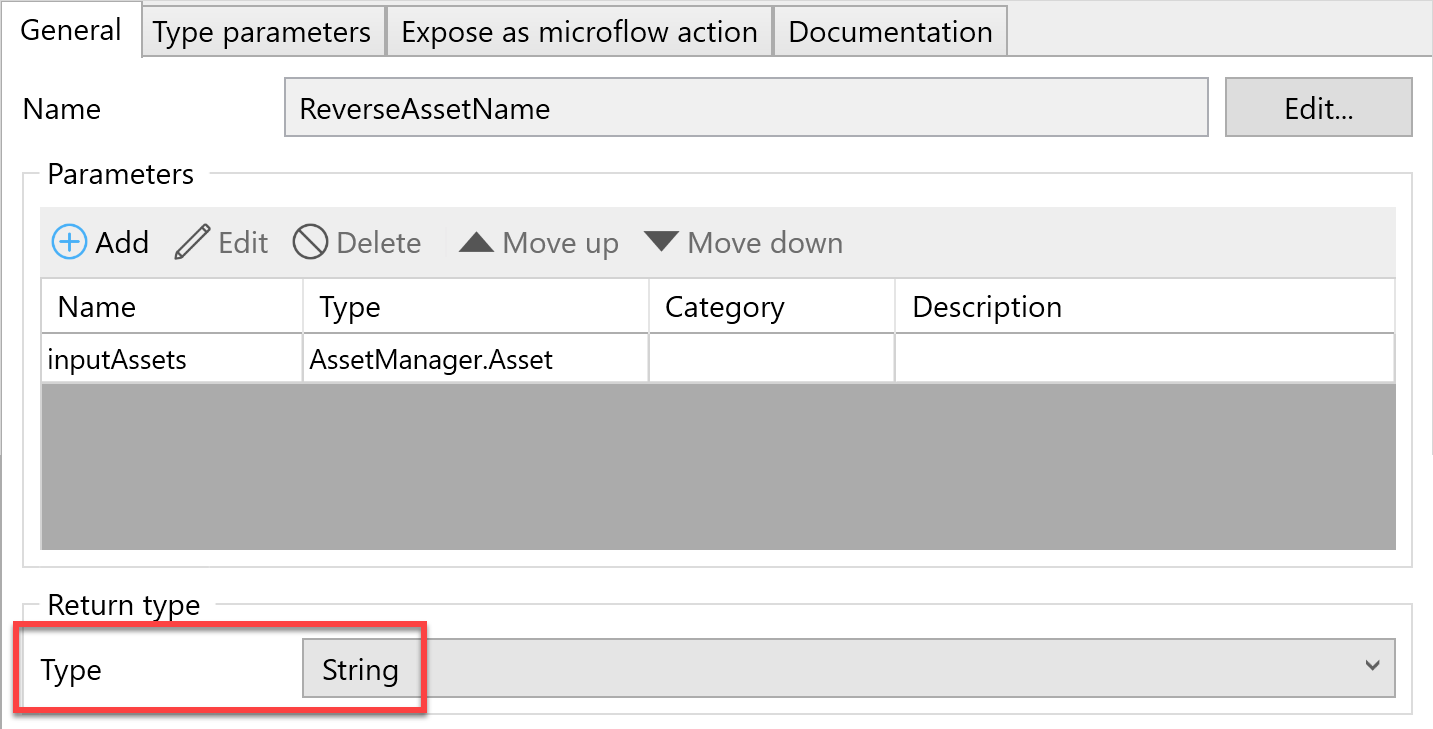 General Type parameters Expose as microflow action Documentation
Name ReverseAssetName Edit...
Parameters
Add Edit Delete Move up Move down
Name Type Category Description
inputAssets AssetManager.Asset
Return type
Type String